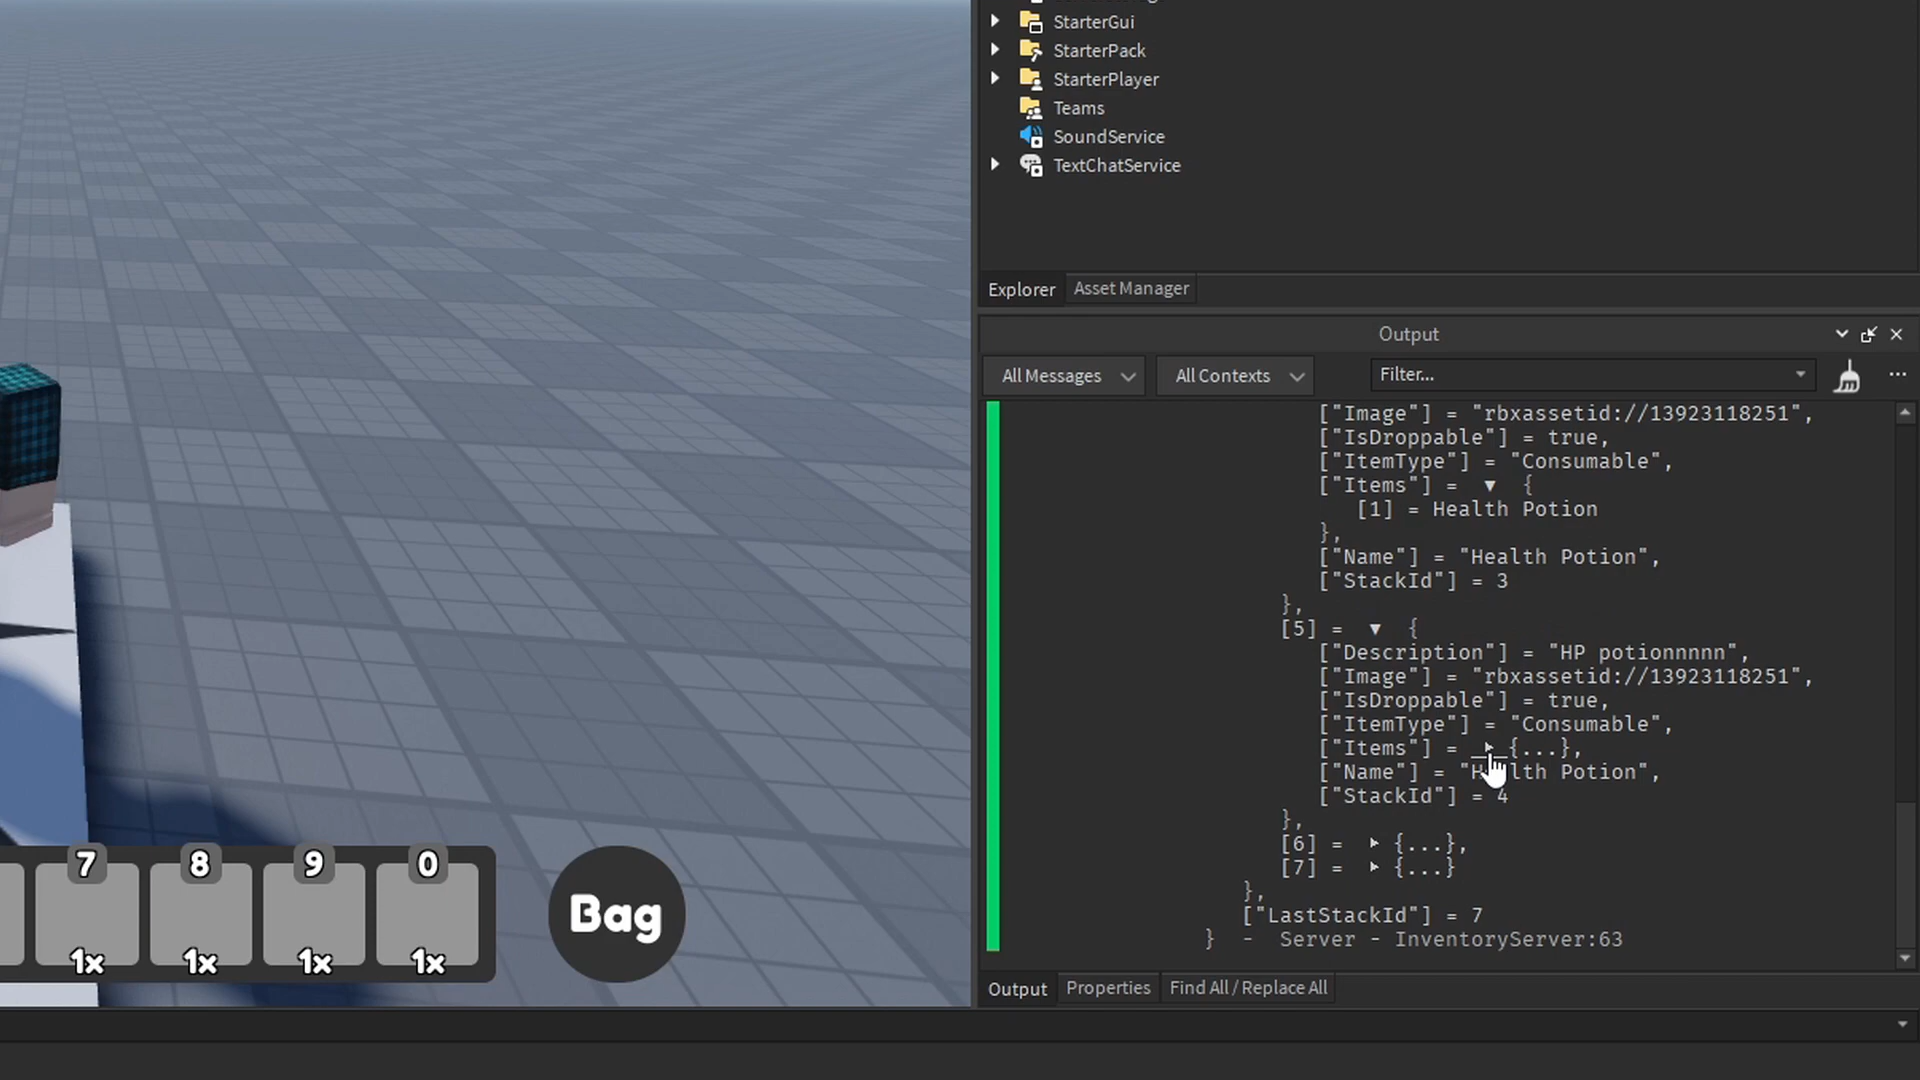 StarterGui
StarterPack
StarterPlayer
Teams
SoundService
TextChatService
Explorer
Asset Manager
Output
All Messages
All Contexts
Filter...
["Image"] = "rbxassetid://13923118251",
["IsDroppable"] = true,
["ItemType"] = "Consumable",
["Items"] = ▼ {
[1] = Health Potion
},
["Name"] = "Health Potion",
["StackId"] = 3
},
[5] = ▼ {
["Description"] = "HP potionnnnn",
["Image"] = "rbxassetid://13923118251",
["IsDroppable"] = true,
["ItemType"] = "Consumable",
["Items"] = ▶ {...},
["Name"] = "Health Potion",
["StackId"] = 4
},
[6] = ▶ {...},
[7] = ▶ {...}
},
["LastStackId"] = 7
} - Server - InventoryServer:63
7
8
9
0
1x
1x
1x
1x
Bag
Output
Properties
Find All / Replace All